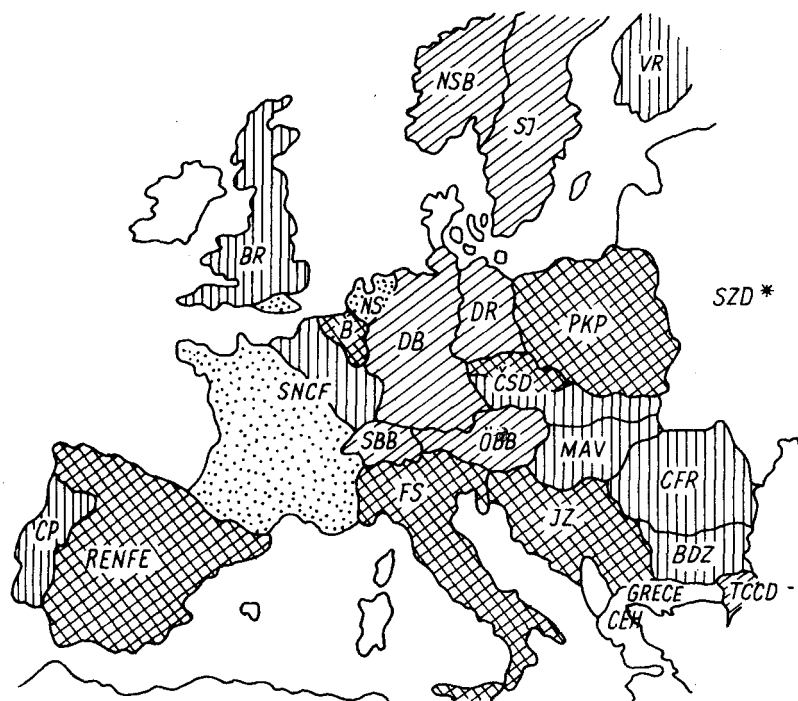 NSB
VR
SJ
BR
NS
SZD *
B
DR
PKP
DB
ČSD
SNCF
SBB
ÖBB
MAV
FS
CFR
CP
JZ
RENFE
BDZ
GRECE
TCCD -
CEH